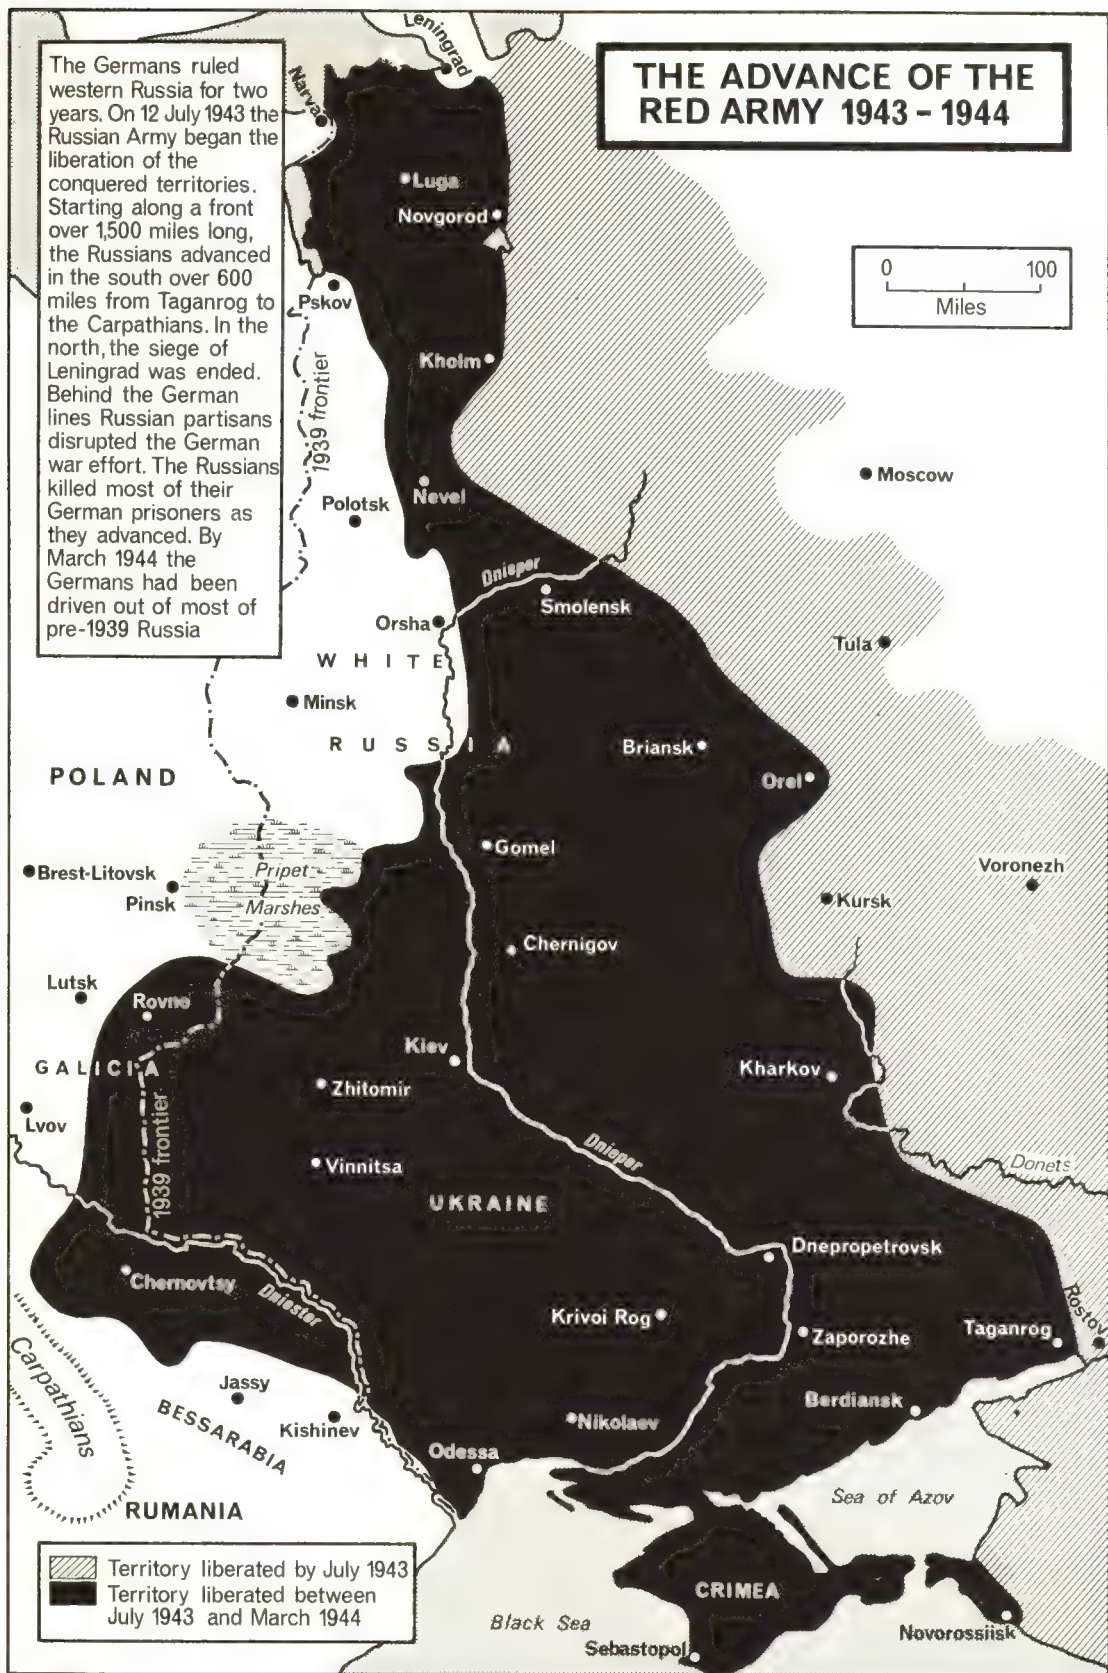 THE ADVANCE OF THE
RED ARMY 1943 - 1944
The Germans ruled
western Russia for two
years. On 12 July 1943 the
Russian Army began the
liberation of the
conquered territories.
Starting along a front
over 1,500 miles long,
the Russians advanced
in the south over 600
miles from Taganrog to
the Carpathians. In the
north, the siege of
Leningrad was ended.
Behind the German
lines Russian partisans
disrupted the German
war effort. The Russians
killed most of their
German prisoners as
they advanced. By
March 1944 the
Germans had been
driven out of most of
pre-1939 Russia
0 100
Miles
Leningrad
Narva
Luga
Novgorod
Pskov
Kholm
1939 frontier
Nevel
Moscow
Polotsk
Dnieper
Smolensk
Orsha
Tula
WHITE
Minsk
RUSSIA
Briansk
POLAND
Orel
Gomel
Brest-Litovsk
Pripet
Marshes
Pinsk
Voronezh
Kursk
Chernigov
Lutsk
Rovno
Kiev
GALICIA
Zhitomir
Kharkov
Lvov
1939 frontier
Vinnitsa
Dnieper
Donets
UKRAINE
Dnepropetrovsk
Chernovtsy
Dniester
Krivoi Rog
Zaporozhe
Taganrog
Rostov
Carpathians
Jassy
BESSARABIA
Kishinev
Nikolaev
Berdiansk
Odessa
RUMANIA
Sea of Azov
Territory liberated by July 1943
Territory liberated between
July 1943 and March 1944
CRIMEA
Black Sea
Sebastopol
Novorossiisk